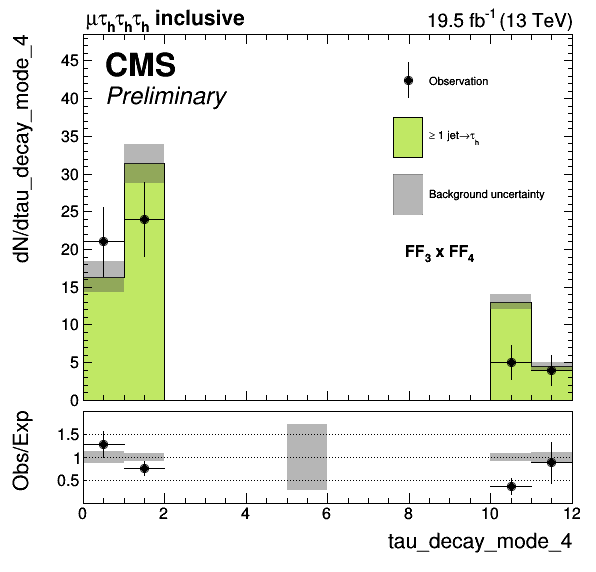 μτₕτₕτₕ inclusive
19.5 fb⁻¹ (13 TeV)
dN/dtau_decay_mode_4
45
40
35
30
25
20
15
10
5
0
CMS
Preliminary
Observation
≥ 1 jet→τₕ
Background uncertainty
FF₃ x FF₄
Obs/Exp
1.5
1
0.5
0 2 4 6 8 10 12
tau_decay_mode_4